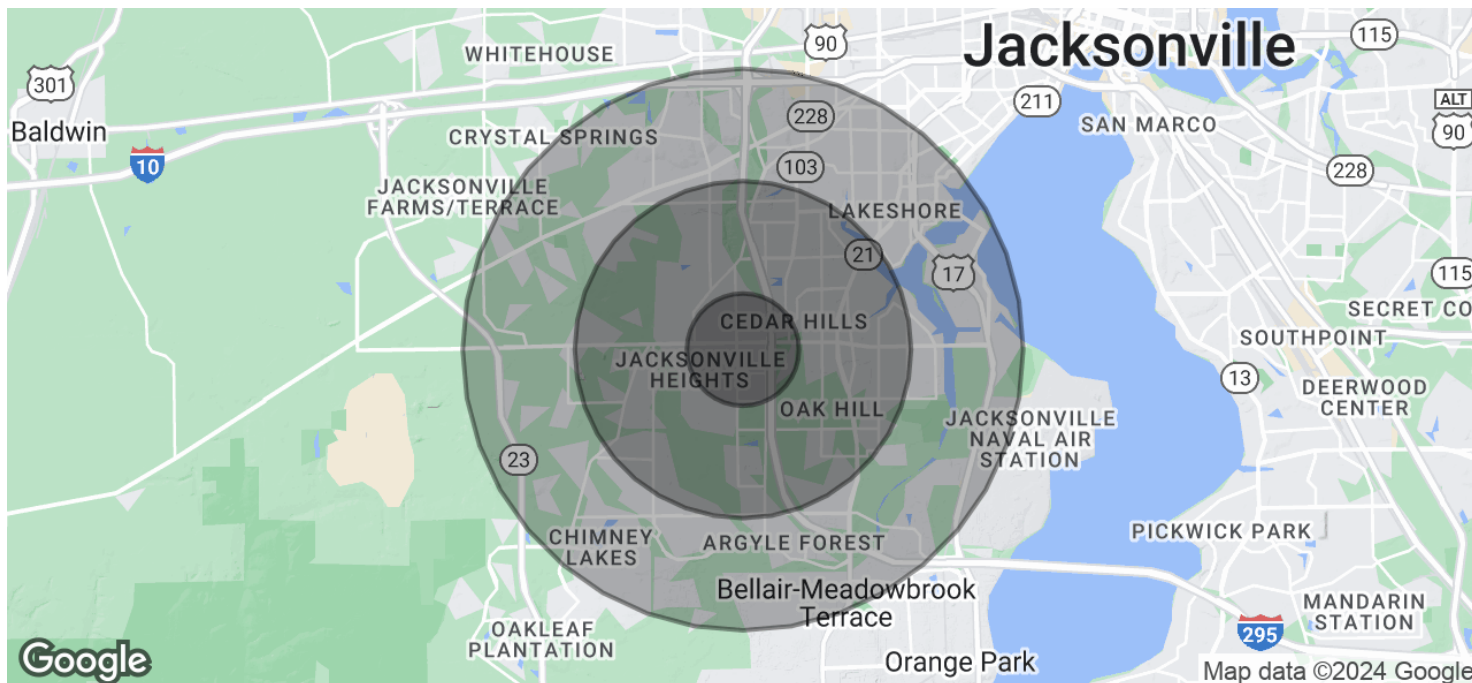 WHITEHOUSE
90
Jacksonville
115
301
211
ALT
90
Baldwin
228
SAN MARCO
CRYSTAL SPRINGS
10
103
228
JACKSONVILLE
FARMS/TERRACE
LAKESHORE
21
17
115
SECRET CO
CEDAR HILLS
SOUTHPOINT
JACKSONVILLE
HEIGHTS
13
DEERWOOD
CENTER
OAK HILL
JACKSONVILLE
NAVAL AIR
STATION
23
PICKWICK PARK
CHIMNEY
LAKES
ARGYLE FOREST
Bellair-Meadowbrook
Terrace
MANDARIN
STATION
295
OAKLEAF
PLANTATION
Google
Orange Park
Map data ©2024 Google